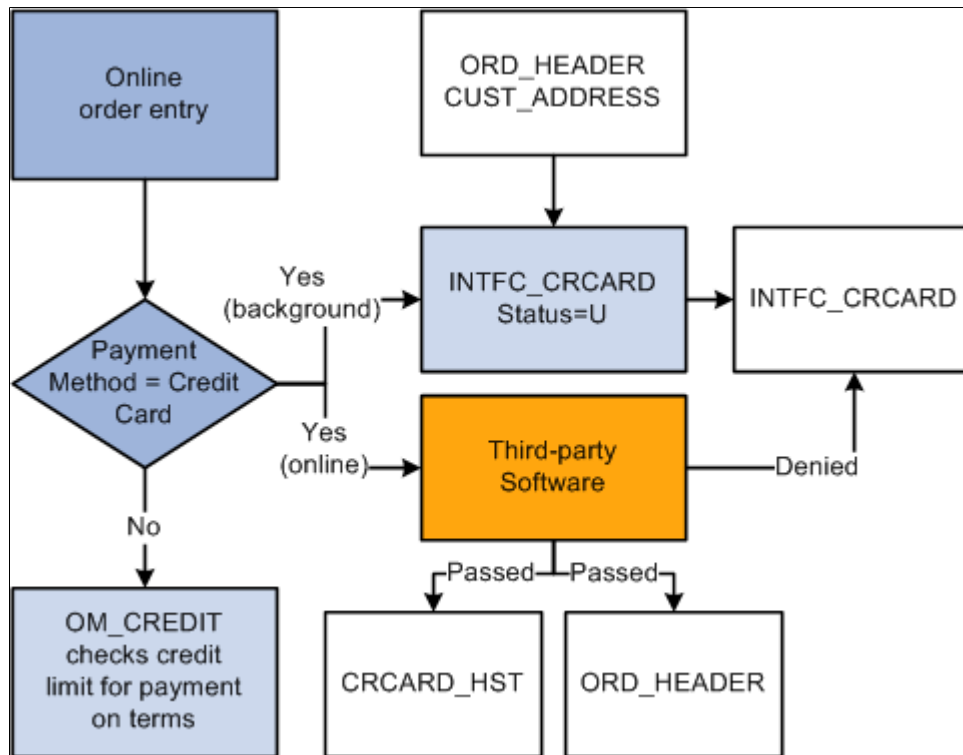 Online
order entry
ORD_HEADER
CUST_ADDRESS
Yes
(background)
INTFC_CRCARD
Status=U
INTFC_CRCARD
Payment
Method = Credit
Card
Yes
(online)
Third-party
Software
Denied
No
Passed
Passed
OM_CREDIT
checks credit
limit for payment
on terms
CRCARD_HST
ORD_HEADER